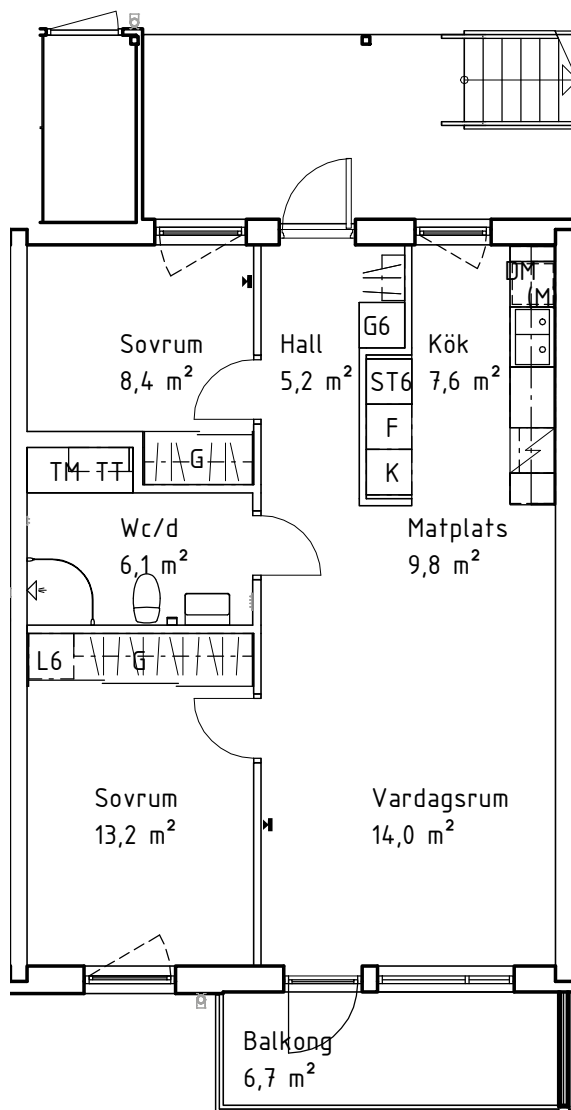 DM
(M
G6
Sovrum
8,4 m²
Hall
5,2 m²
Kök
7,6 m²
ST6
F
K
G
TM TT
Wc/d
6,1 m²
Matplats
9,8 m²
L6
G
Sovrum
13,2 m²
Vardagsrum
14,0 m²
Balkong
6,7 m²